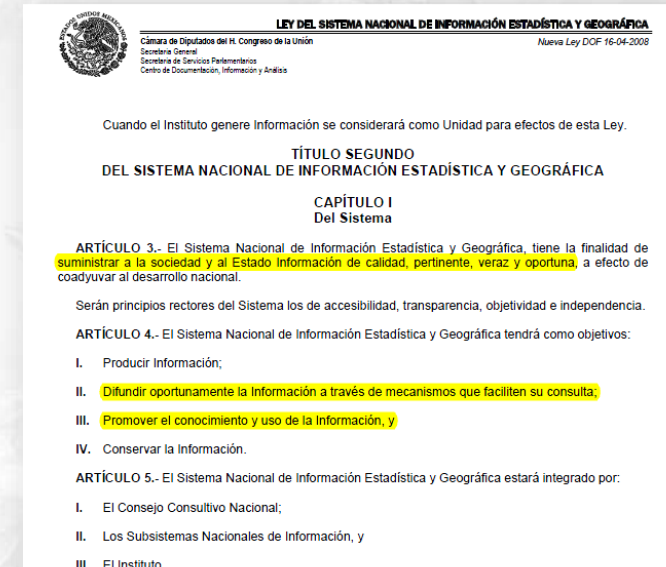 LEY DEL SISTEMA NACIONAL DE INFORMACIÓN ESTADÍSTICA Y GEOGRÁFICA
Cámara de Diputados del H. Congreso de la Unión
Nueva Ley DOF 16-04-2008
Secretaría General
Secretaría de Servicios Parlamentarios
Centro de Documentación, Información y Análisis
Cuando el Instituto genere Información se considerará como Unidad para efectos de esta Ley.
TÍTULO SEGUNDO
DEL SISTEMA NACIONAL DE INFORMACIÓN ESTADÍSTICA Y GEOGRÁFICA
CAPÍTULO I
Del Sistema
ARTÍCULO 3.- El Sistema Nacional de Información Estadística y Geográfica, tiene la finalidad de
suministrar a la sociedad y al Estado Información de calidad, pertinente, veraz y oportuna, a efecto de
coadyuvar al desarrollo nacional.
Serán principios rectores del Sistema los de accesibilidad, transparencia, objetividad e independencia.
ARTÍCULO 4.- El Sistema Nacional de Información Estadística y Geográfica tendrá como objetivos:
I. Producir Información;
II. Difundir oportunamente la Información a través de mecanismos que faciliten su consulta;
III. Promover el conocimiento y uso de la Información, y
IV. Conservar la Información.
ARTÍCULO 5.- El Sistema Nacional de Información Estadística y Geográfica estará integrado por:
I. El Consejo Consultivo Nacional;
II. Los Subsistemas Nacionales de Información, y
III. El Instituto